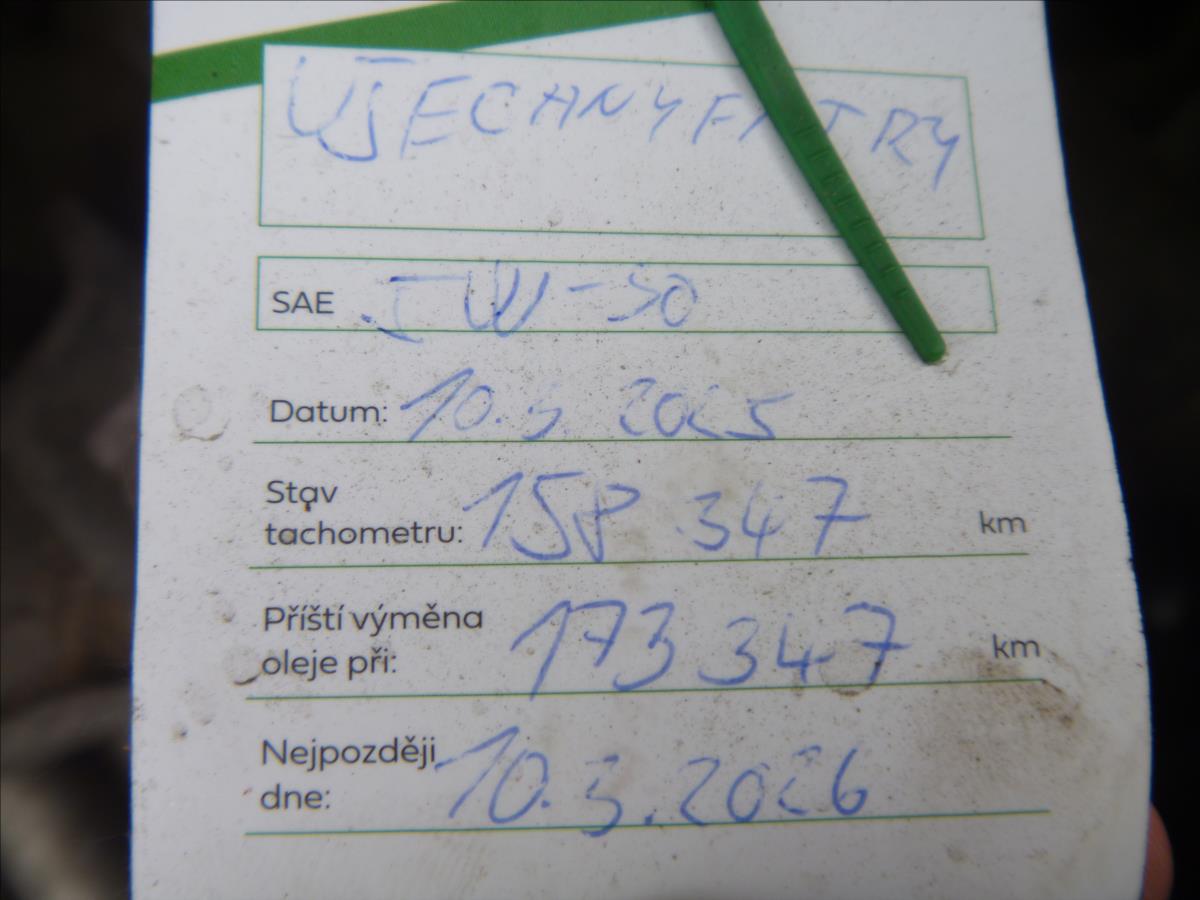 VŠECHNY FILTRY
SAE 5W-30
Datum: 10.3. 2025
Stav
tachometru: 158 347 km
Příští výměna
oleje při: 173 347 km
Nejpozději
dne: 10.3.2026